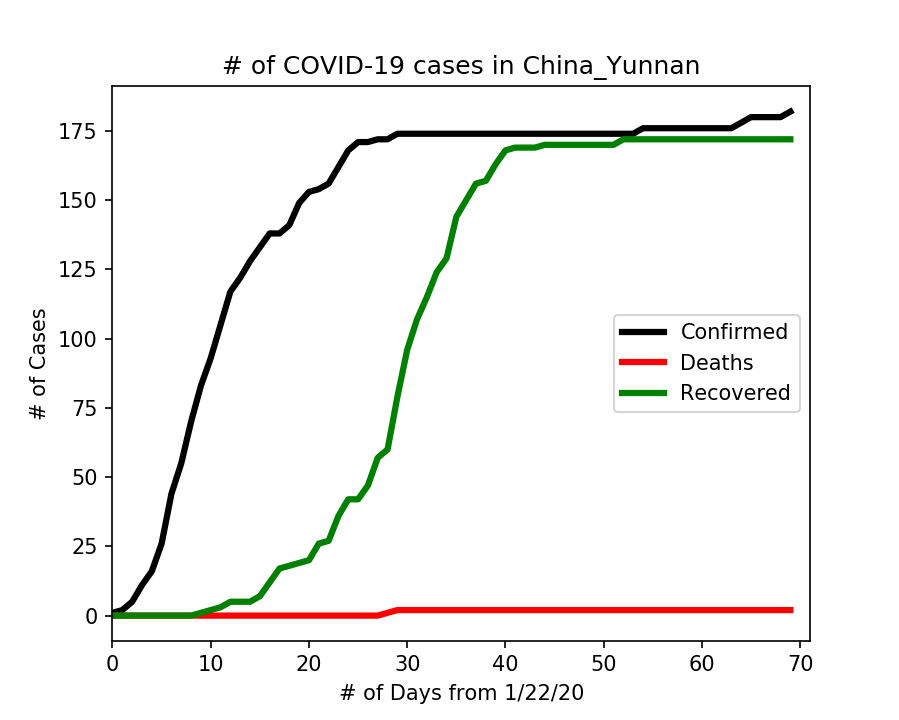 # of COVID-19 cases in China_Yunnan
# of Cases
175
150
125
100
75
50
25
0
Confirmed
Deaths
Recovered
0 10 20 30 40 50 60 70
# of Days from 1/22/20